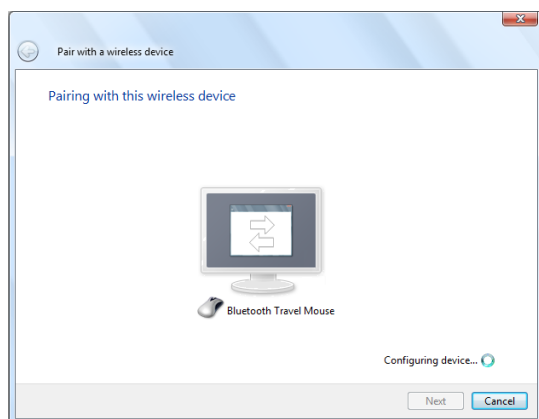 Pair with a wireless device
Pairing with this wireless device
Bluetooth Travel Mouse
Configuring device...
Next
Cancel